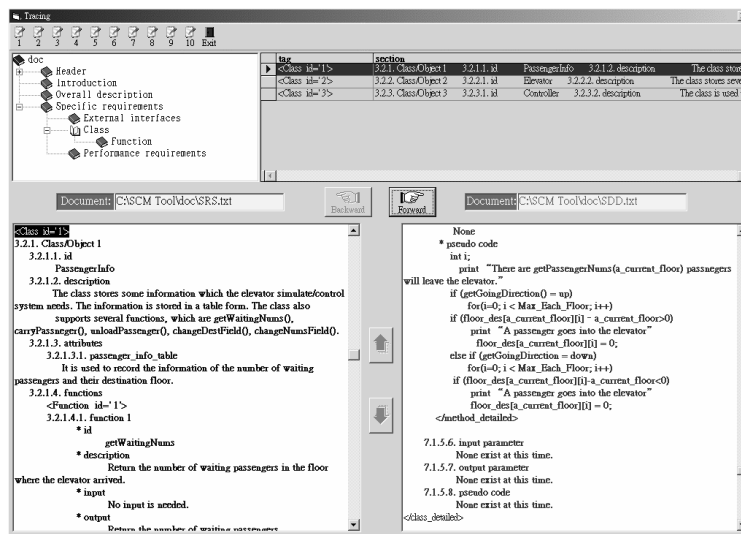 Tracing
1 2 3 4 5 6 7 8 9 10 Exit
doc
Header
Introduction
Overall description
Specific requirements
External interfaces
Class
Function
Performance requirements
tag section
<Class id='1'> 3.2.1. Class/Object 1 3.2.1.1. id PassengerInfo 3.2.1.2. description The class store
<Class id='2'> 3.2.2. Class/Object 2 3.2.2.1. id Elevator 3.2.2.2. description The class stores seve
<Class id='3'> 3.2.3. Class/Object 3 3.2.3.1. id Controller 3.2.3.2. description The class is used
Document: C:\SCM Tool\doc\SRS.txt
Backward
Forward
Document: C:\SCM Tool\doc\SDD.txt
<Class id='1'>
3.2.1. Class/Object 1
3.2.1.1. id
PassengerInfo
3.2.1.2. description
The class stores some information which the elevator simulate/control
system needs. The information is stored in a table form. The class also
supports several functions, which are getWaitingNums(),
carryPassneger(), unloadPassenger(), changeDestField(), changeNumsField().
3.2.1.3. attributes
3.2.1.3.1. passenger_info_table
It is used to record the information of the number of waiting
passengers and their destination floor.
3.2.1.4. functions
<Function id='1'>
3.2.1.4.1. function 1
* id
getWaitingNums
* description
Return the number of waiting passengers in the floor
where the elevator arrived.
* input
No input is needed.
* output
Return the number of waiting passengers
None
* pseudo code
int i;
print “There are getPassengerNums(a_current_floor) passnegers
will leave the elevator.”
if (getGoingDirection() = up)
for(i=0; i < Max_Each_Floor; i++)
if (floor_des[a_current_floor][i] - a_current_floor>0)
print “A passenger goes into the elevator”
floor_des[a_current_floor][i] = 0;
else if (getGoingDirection = down)
for(i=0; i < Max_Each_Floor; i++)
if (floor_des[a_current_floor][i]-a_current_floor<0)
print “A passenger goes into the elevator”
floor_des[a_current_floor][i] = 0;
</method_detailed>
7.1.5.6. input parameter
None exist at this time.
7.1.5.7. output parameter
None exist at this time.
7.1.5.8. pseudo code
None exist at this time.
</class_detailed>